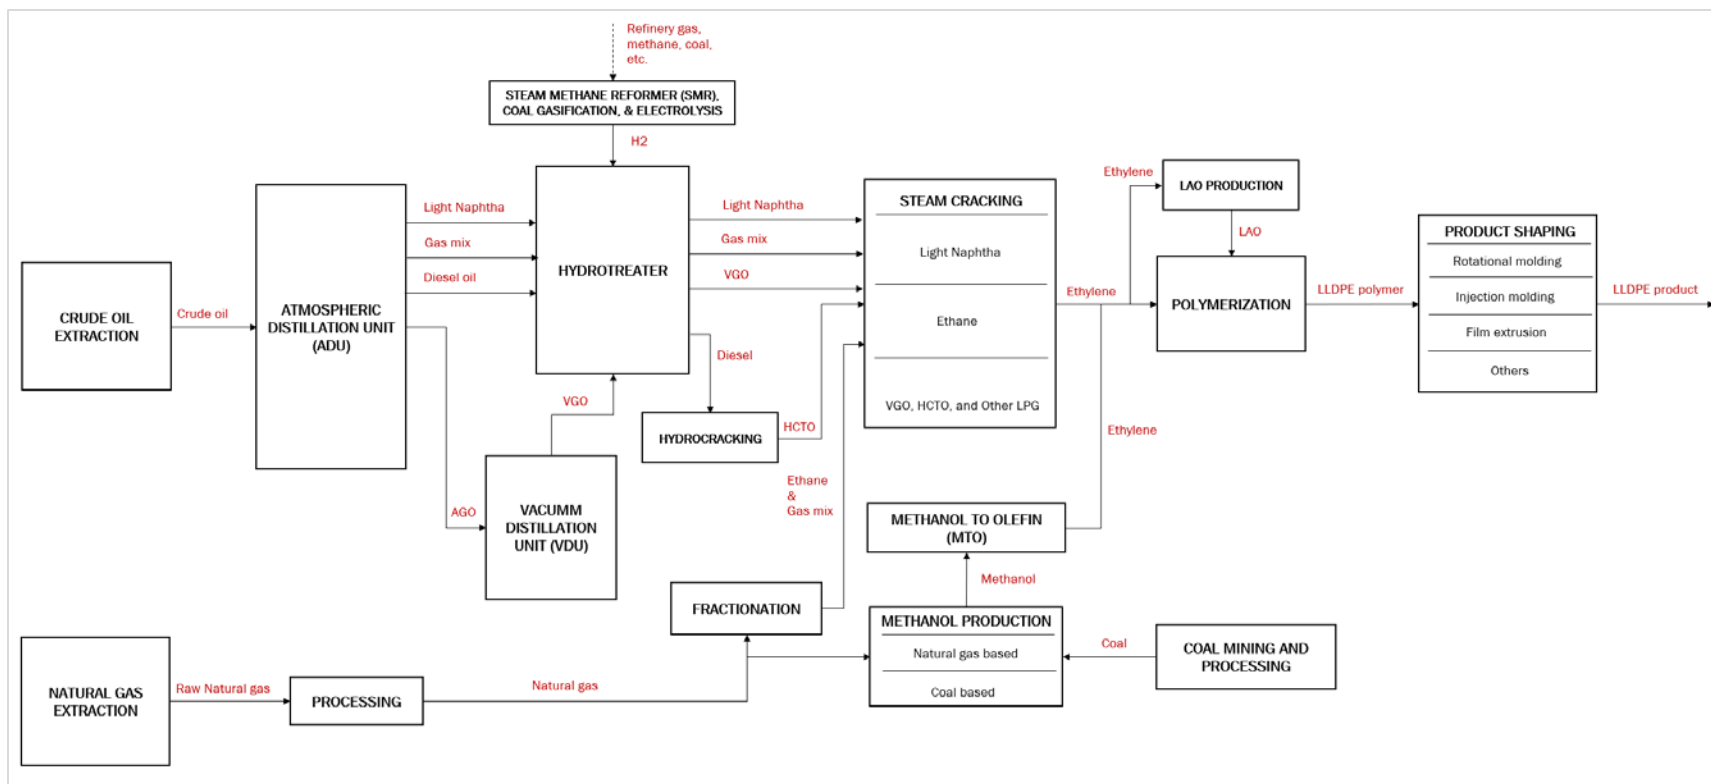 Refinery gas,
methane, coal,
etc.
STEAM METHANE REFORMER (SMR),
COAL GASIFICATION, & ELECTROLYSIS
H2
CRUDE OIL
EXTRACTION
Crude oil
ATMOSPHERIC
DISTILLATION UNIT
(ADU)
Light Naphtha
Gas mix
Diesel oil
AGO
VACUMM
DISTILLATION
UNIT (VDU)
VGO
HYDROTREATER
Light Naphtha
Gas mix
VGO
Diesel
HYDROCRACKING
HCTO
Ethane
&
Gas mix
STEAM CRACKING
Light Naphtha
Ethane
VGO, HCTO, and Other LPG
Ethylene
Ethylene
LAO PRODUCTION
LAO
POLYMERIZATION
LLDPE polymer
PRODUCT SHAPING
Rotational molding
Injection molding
Film extrusion
Others
LLDPE product
Ethylene
METHANOL TO OLEFIN
(MTO)
Methanol
FRACTIONATION
METHANOL PRODUCTION
Natural gas based
Coal based
Coal
COAL MINING AND
PROCESSING
NATURAL GAS
EXTRACTION
Raw Natural gas
PROCESSING
Natural gas